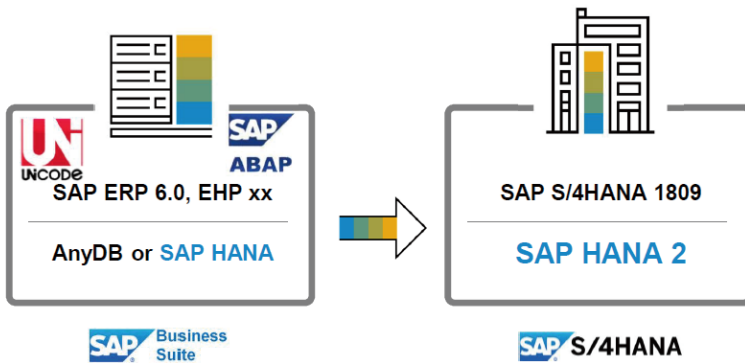 UNi
UNiCODE
SAP
ABAP
SAP ERP 6.0, EHP xx
AnyDB or SAP HANA
SAP® Business
Suite
SAP S/4HANA 1809
SAP HANA 2
SAP® S/4HANA